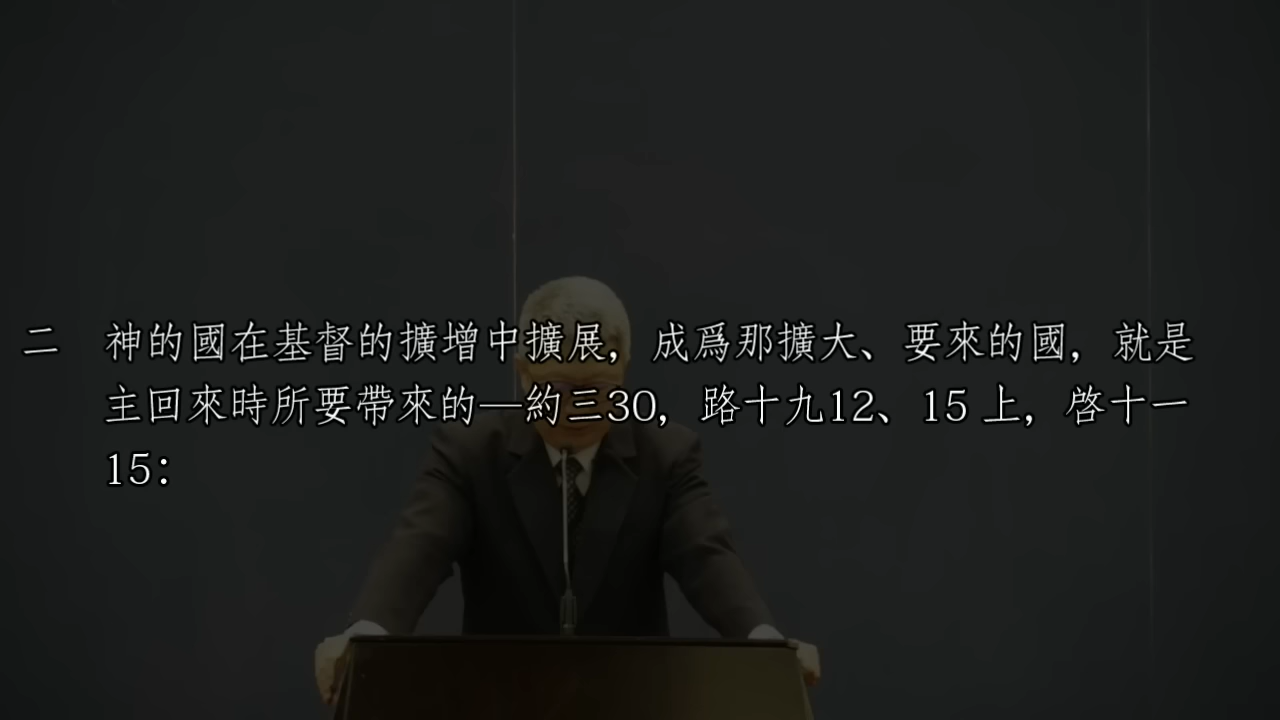 二 神的國在基督的擴增中擴展，成爲那擴大、要來的國，就是
主回來時所要帶來的—約三30，路十九12、15 上，啓十一
15：